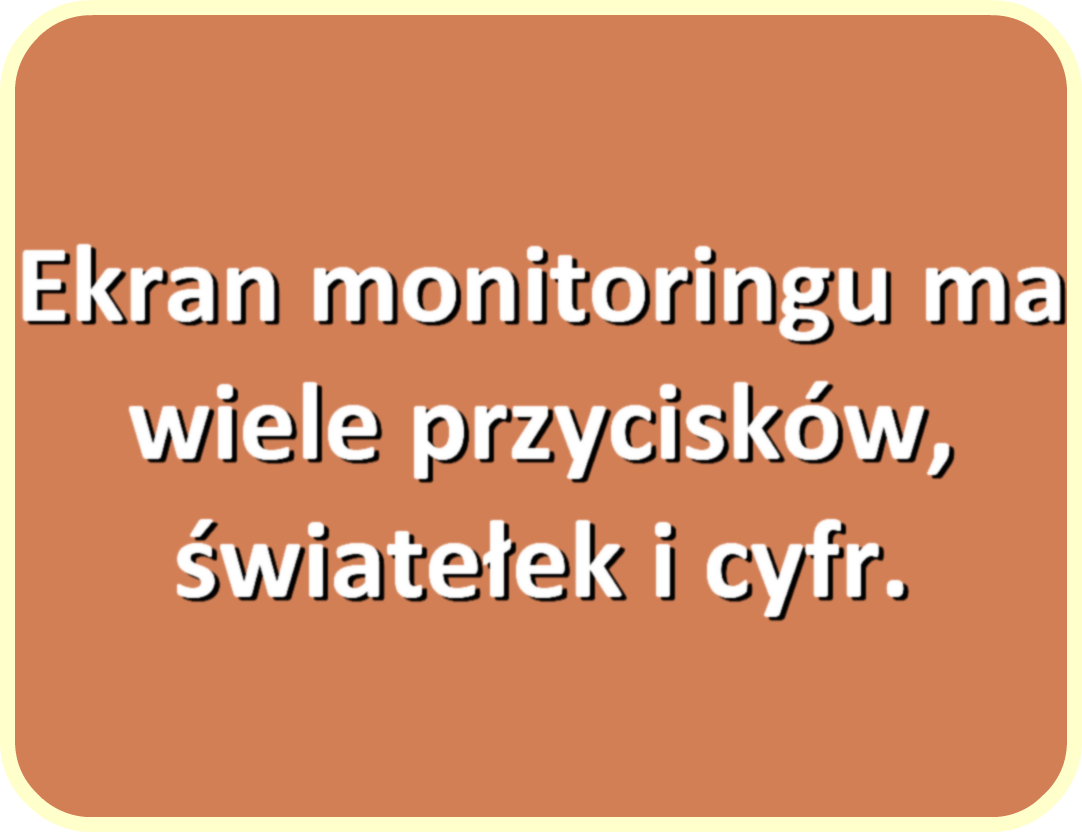 Ekran monitoringu ma
wiele przycisków,
światełek i cyfr.